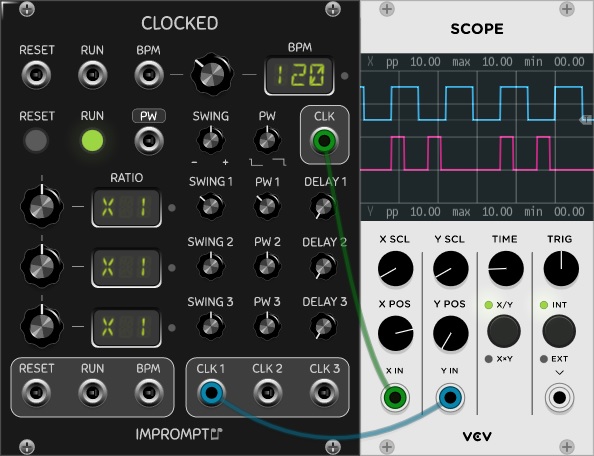 CLOCKED
RESET RUN BPM
BPM
120
RESET RUN PW SWING PW CLK
- +
RATIO
X 1
SWING 1 PW 1 DELAY 1
X 1
SWING 2 PW 2 DELAY 2
X 1
SWING 3 PW 3 DELAY 3
RESET RUN BPM CLK 1 CLK 2 CLK 3
IMPROMPTU
SCOPE
X pp 10.00 max 10.00 min 00.00
Y pp 10.00 max 10.00 min 00.00
X SCL Y SCL TIME TRIG
X POS Y POS X/Y INT
X×Y EXT
X IN Y IN
VCV